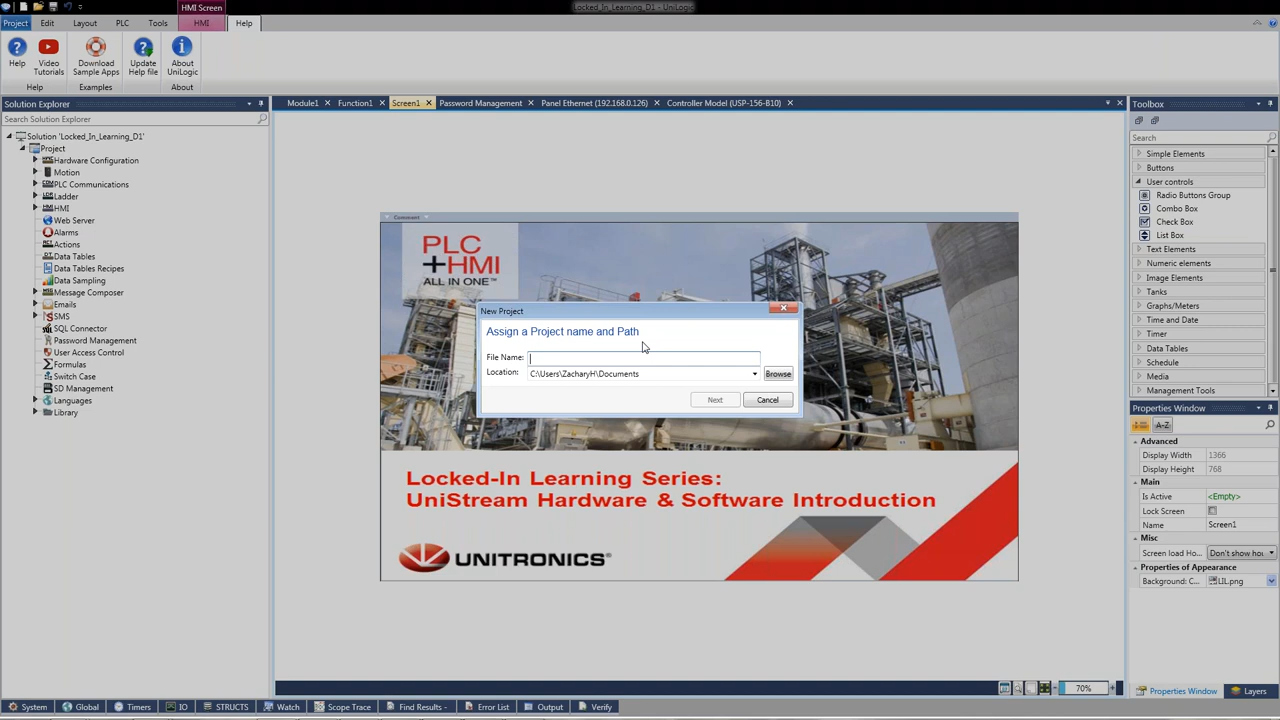 HMI Screen
Locked_In_Learning_D1 - UniLogic
Project
Edit
Layout
PLC
Tools
HMI
Help
Help
Video Tutorials
Download Sample Apps
Update Help file
About UniLogic
Help
Examples
About
Solution Explorer
Search Solution Explorer
Solution 'Locked_In_Learning_D1'
Project
Hardware Configuration
Motion
PLC Communications
Ladder
HMI
Web Server
Alarms
Actions
Data Tables
Data Tables Recipes
Data Sampling
Message Composer
Emails
SMS
SQL Connector
Password Management
User Access Control
Formulas
Switch Case
SD Management
Languages
Library
Module1
Function1
Screen1
Password Management
Panel Ethernet (192.168.0.126)
Controller Model (USP-156-B10)
Comment
PLC
+HMI
ALL IN ONE™
New Project
Assign a Project name and Path
File Name:
Location: C:\Users\ZacharyH\Documents
Browse
Next
Cancel
Locked-In Learning Series:
UniStream Hardware & Software Introduction
UNITRONICS®
70%
Toolbox
Search
Simple Elements
Buttons
User controls
Radio Buttons Group
Combo Box
Check Box
List Box
Text Elements
Numeric elements
Image Elements
Tanks
Graphs/Meters
Time and Date
Timer
Data Tables
Schedule
Media
Management Tools
Properties Window
A-Z
Advanced
Display Width 1366
Display Height 768
Main
Is Active <Empty>
Lock Screen
Name Screen1
Misc
Screen load Ho... Don't show hou
Properties of Appearance
Background: C... LIL.png
Properties Window
Layers
System
Global
Timers
IO
STRUCTS
Watch
Scope Trace
Find Results -
Error List
Output
Verify